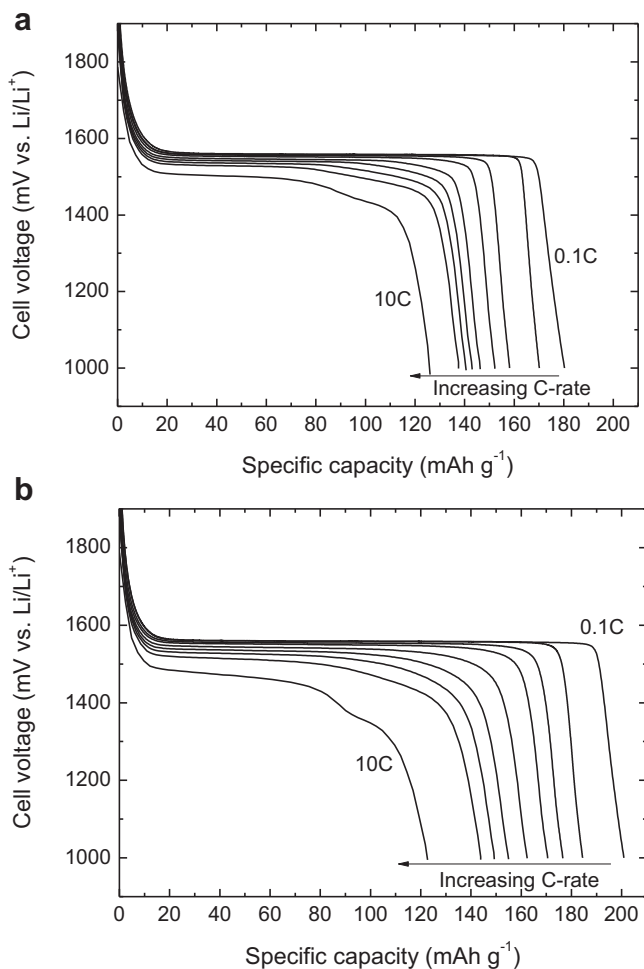 a
1800
1600
1400
1200
1000
Cell voltage (mV vs. Li/Li⁺)
0.1C
10C
Increasing C-rate
0 20 40 60 80 100 120 140 160 180 200
Specific capacity (mAh g⁻¹)
b
1800
1600
1400
1200
1000
Cell voltage (mV vs. Li/Li⁺)
0.1C
10C
Increasing C-rate
0 20 40 60 80 100 120 140 160 180 200
Specific capacity (mAh g⁻¹)